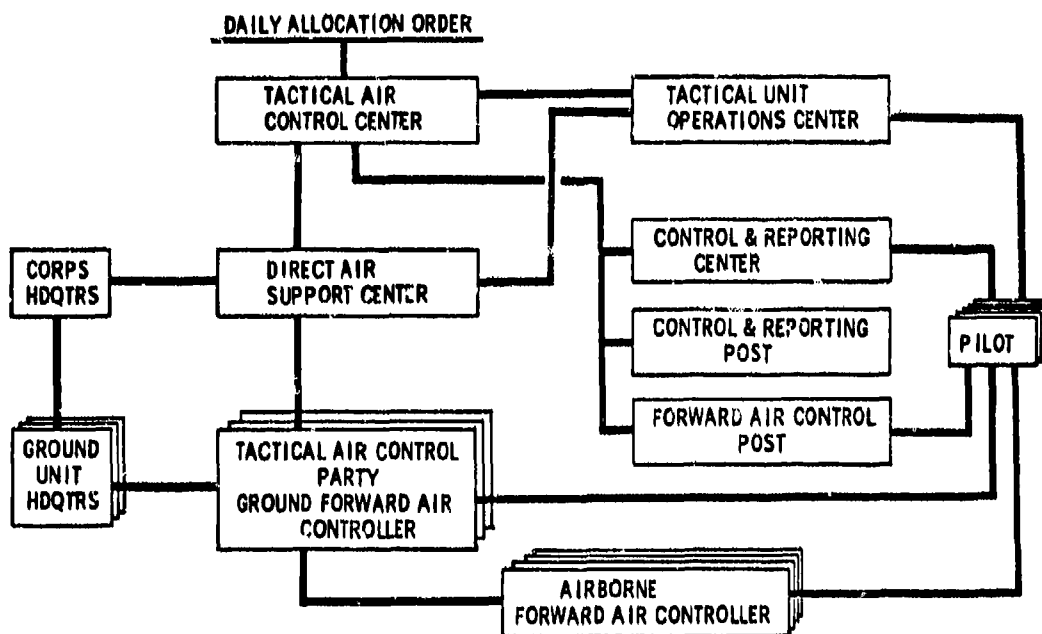 DAILY ALLOCATION ORDER
TACTICAL AIR
CONTROL CENTER
TACTICAL UNIT
OPERATIONS CENTER
CORPS
HDQTRS
DIRECT AIR
SUPPORT CENTER
CONTROL & REPORTING
CENTER
CONTROL & REPORTING
POST
PILOT
FORWARD AIR CONTROL
POST
GROUND
UNIT
HDQTRS
TACTICAL AIR CONTROL
PARTY
GROUND FORWARD AIR
CONTROLLER
AIRBORNE
FORWARD AIR CONTROLLER